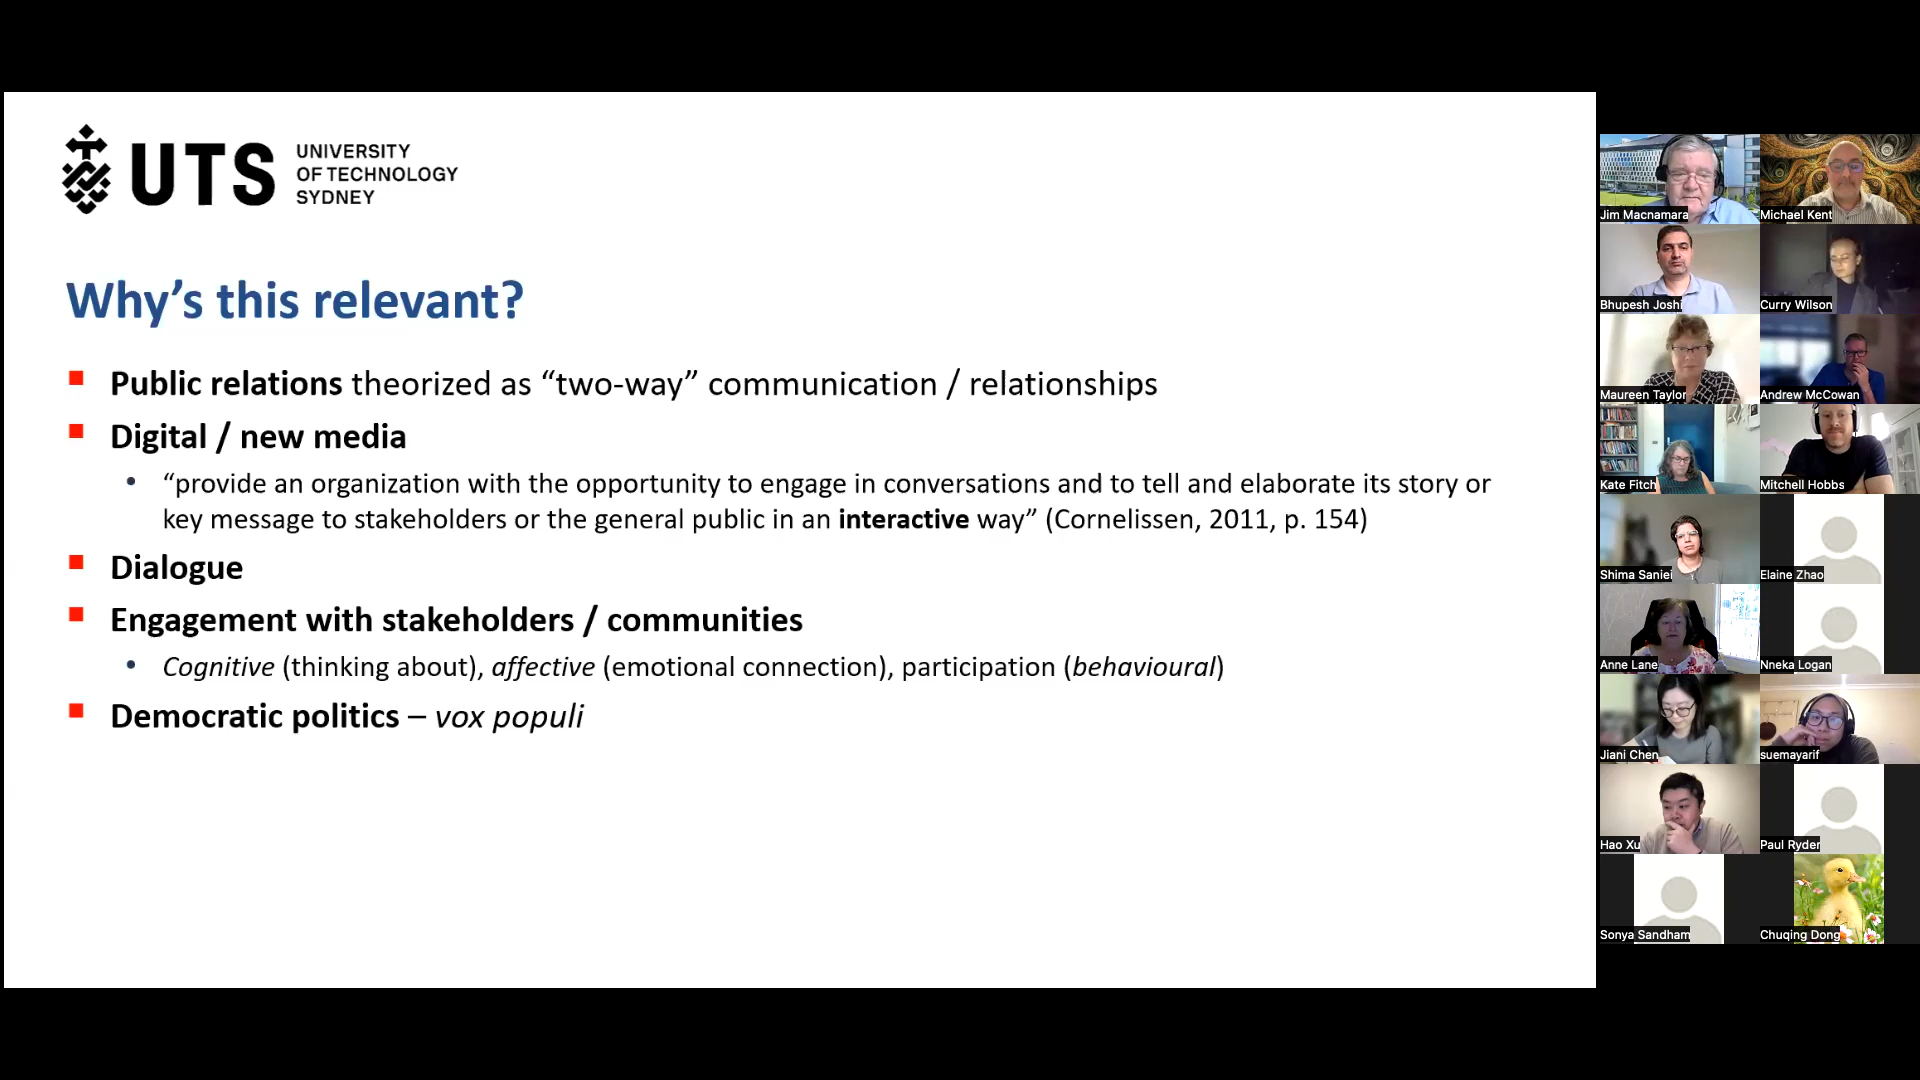 UTS
UNIVERSITY
OF TECHNOLOGY
SYDNEY
Why’s this relevant?
Public relations theorized as “two-way” communication / relationships
Digital / new media
“provide an organization with the opportunity to engage in conversations and to tell and elaborate its story or
key message to stakeholders or the general public in an interactive way” (Cornelissen, 2011, p. 154)
Dialogue
Engagement with stakeholders / communities
Cognitive (thinking about), affective (emotional connection), participation (behavioural)
Democratic politics – vox populi
Jim Macnamara
Michael Kent
Bhupesh Joshi
Curry Wilson
Maureen Taylor
Andrew McCowan
Kate Fitch
Mitchell Hobbs
Shima Saniei
Elaine Zhao
Anne Lane
Nneka Logan
Jiani Chen
suemayarif
Hao Xu
Paul Ryder
Sonya Sandham
Chuqing Dong